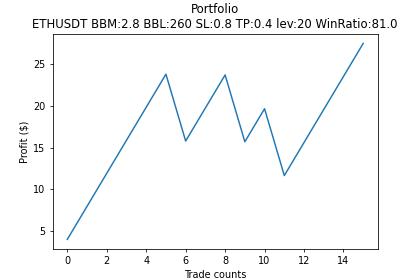 Portfolio
ETHUSDT BBM:2.8 BBL:260 SL:0.8 TP:0.4 lev:20 WinRatio:81.0
25
20
15
10
5
Profit ($)
0 2 4 6 8 10 12 14
Trade counts